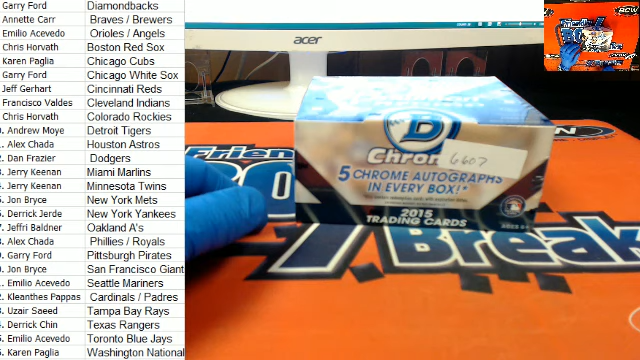 Garry Ford Diamondbacks
Annette Carr Braves / Brewers
Emilio Acevedo Orioles / Angels
Chris Horvath Boston Red Sox
Karen Paglia Chicago Cubs
Garry Ford Chicago White Sox
Jeff Gerhart Cincinnati Reds
Francisco Valdes Cleveland Indians
Chris Horvath Colorado Rockies
Andrew Moye Detroit Tigers
Alex Chada Houston Astros
Dan Frazier Dodgers
Jerry Keenan Miami Marlins
Jerry Keenan Minnesota Twins
Jon Bryce New York Mets
Derrick Jerde New York Yankees
Jeffri Baldner Oakland A's
Alex Chada Phillies / Royals
Garry Ford Pittsburgh Pirates
Jon Bryce San Francisco Giant
Emilio Acevedo Seattle Mariners
Kleanthes Pappas Cardinals / Padres
Uzair Saeed Tampa Bay Rays
Derrick Chin Texas Rangers
Emilio Acevedo Toronto Blue Jays
Karen Paglia Washington National
acer
BCW
Chrom
6607
5 CHROME AUTOGRAPHS
IN EVERY BOX!*
2015
TRADING CARDS
AGES 8+
Friend
Break